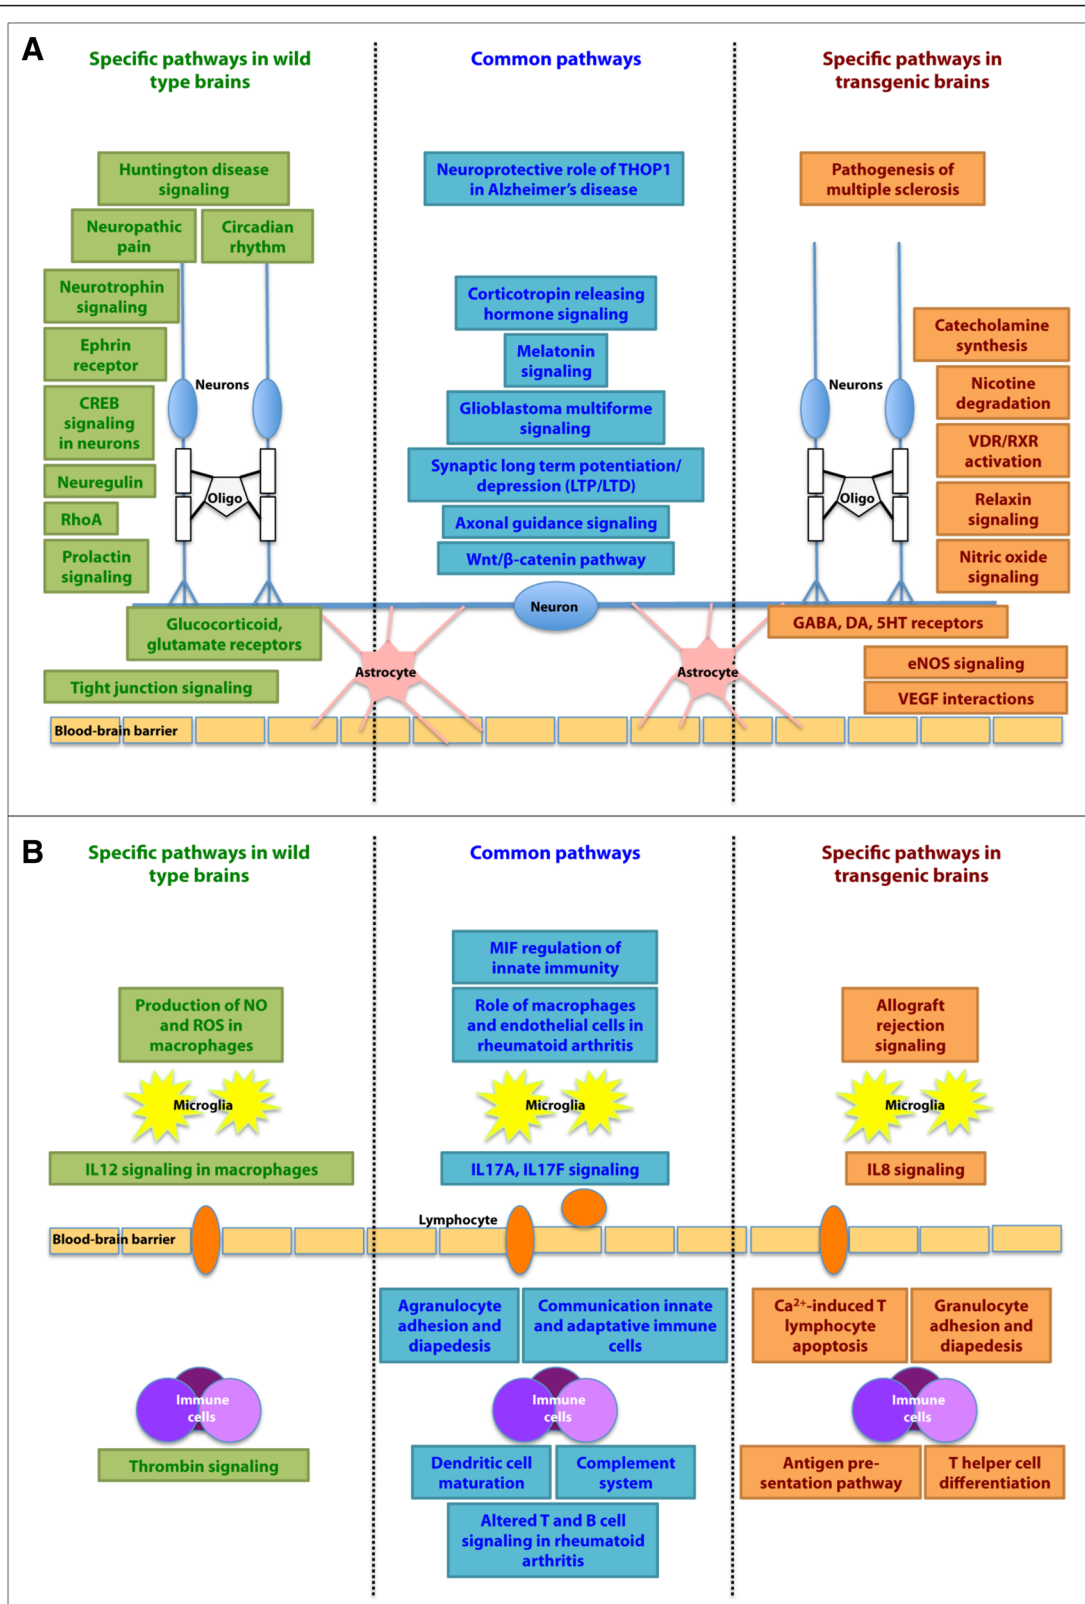 A
Specific pathways in wild
type brains
Common pathways
Specific pathways in
transgenic brains
Huntington disease
signaling
Neuropathic
pain
Circadian
rhythm
Neurotrophin
signaling
Ephrin
receptor
CREB
signaling
in neurons
Neuregulin
RhoA
Prolactin
signaling
Neurons
Oligo
Glucocorticoid,
glutamate receptors
Tight junction signaling
Blood-brain barrier
Neuroprotective role of THOP1
in Alzheimer's disease
Corticotropin releasing
hormone signaling
Melatonin
signaling
Glioblastoma multiforme
signaling
Synaptic long term potentiation/
depression (LTP/LTD)
Axonal guidance signaling
Wnt/β-catenin pathway
Neuron
Astrocyte
Astrocyte
Pathogenesis of
multiple sclerosis
Catecholamine
synthesis
Nicotine
degradation
VDR/RXR
activation
Relaxin
signaling
Nitric oxide
signaling
Neurons
Oligo
GABA, DA, 5HT receptors
eNOS signaling
VEGF interactions
B
Specific pathways in wild
type brains
Common pathways
Specific pathways in
transgenic brains
Production of NO
and ROS in
macrophages
Microglia
IL12 signaling in macrophages
Blood-brain barrier
Immune
cells
Thrombin signaling
MIF regulation of
innate immunity
Role of macrophages
and endothelial cells in
rheumatoid arthritis
Microglia
IL17A, IL17F signaling
Lymphocyte
Agranulocyte
adhesion and
diapedesis
Communication innate
and adaptative immune
cells
Immune
cells
Dendritic cell
maturation
Complement
system
Altered T and B cell
signaling in rheumatoid
arthritis
Allograft
rejection
signaling
Microglia
IL8 signaling
Ca²⁺-induced T
lymphocyte
apoptosis
Granulocyte
adhesion and
diapedesis
Immune
cells
Antigen pre-
sentation pathway
T helper cell
differentiation